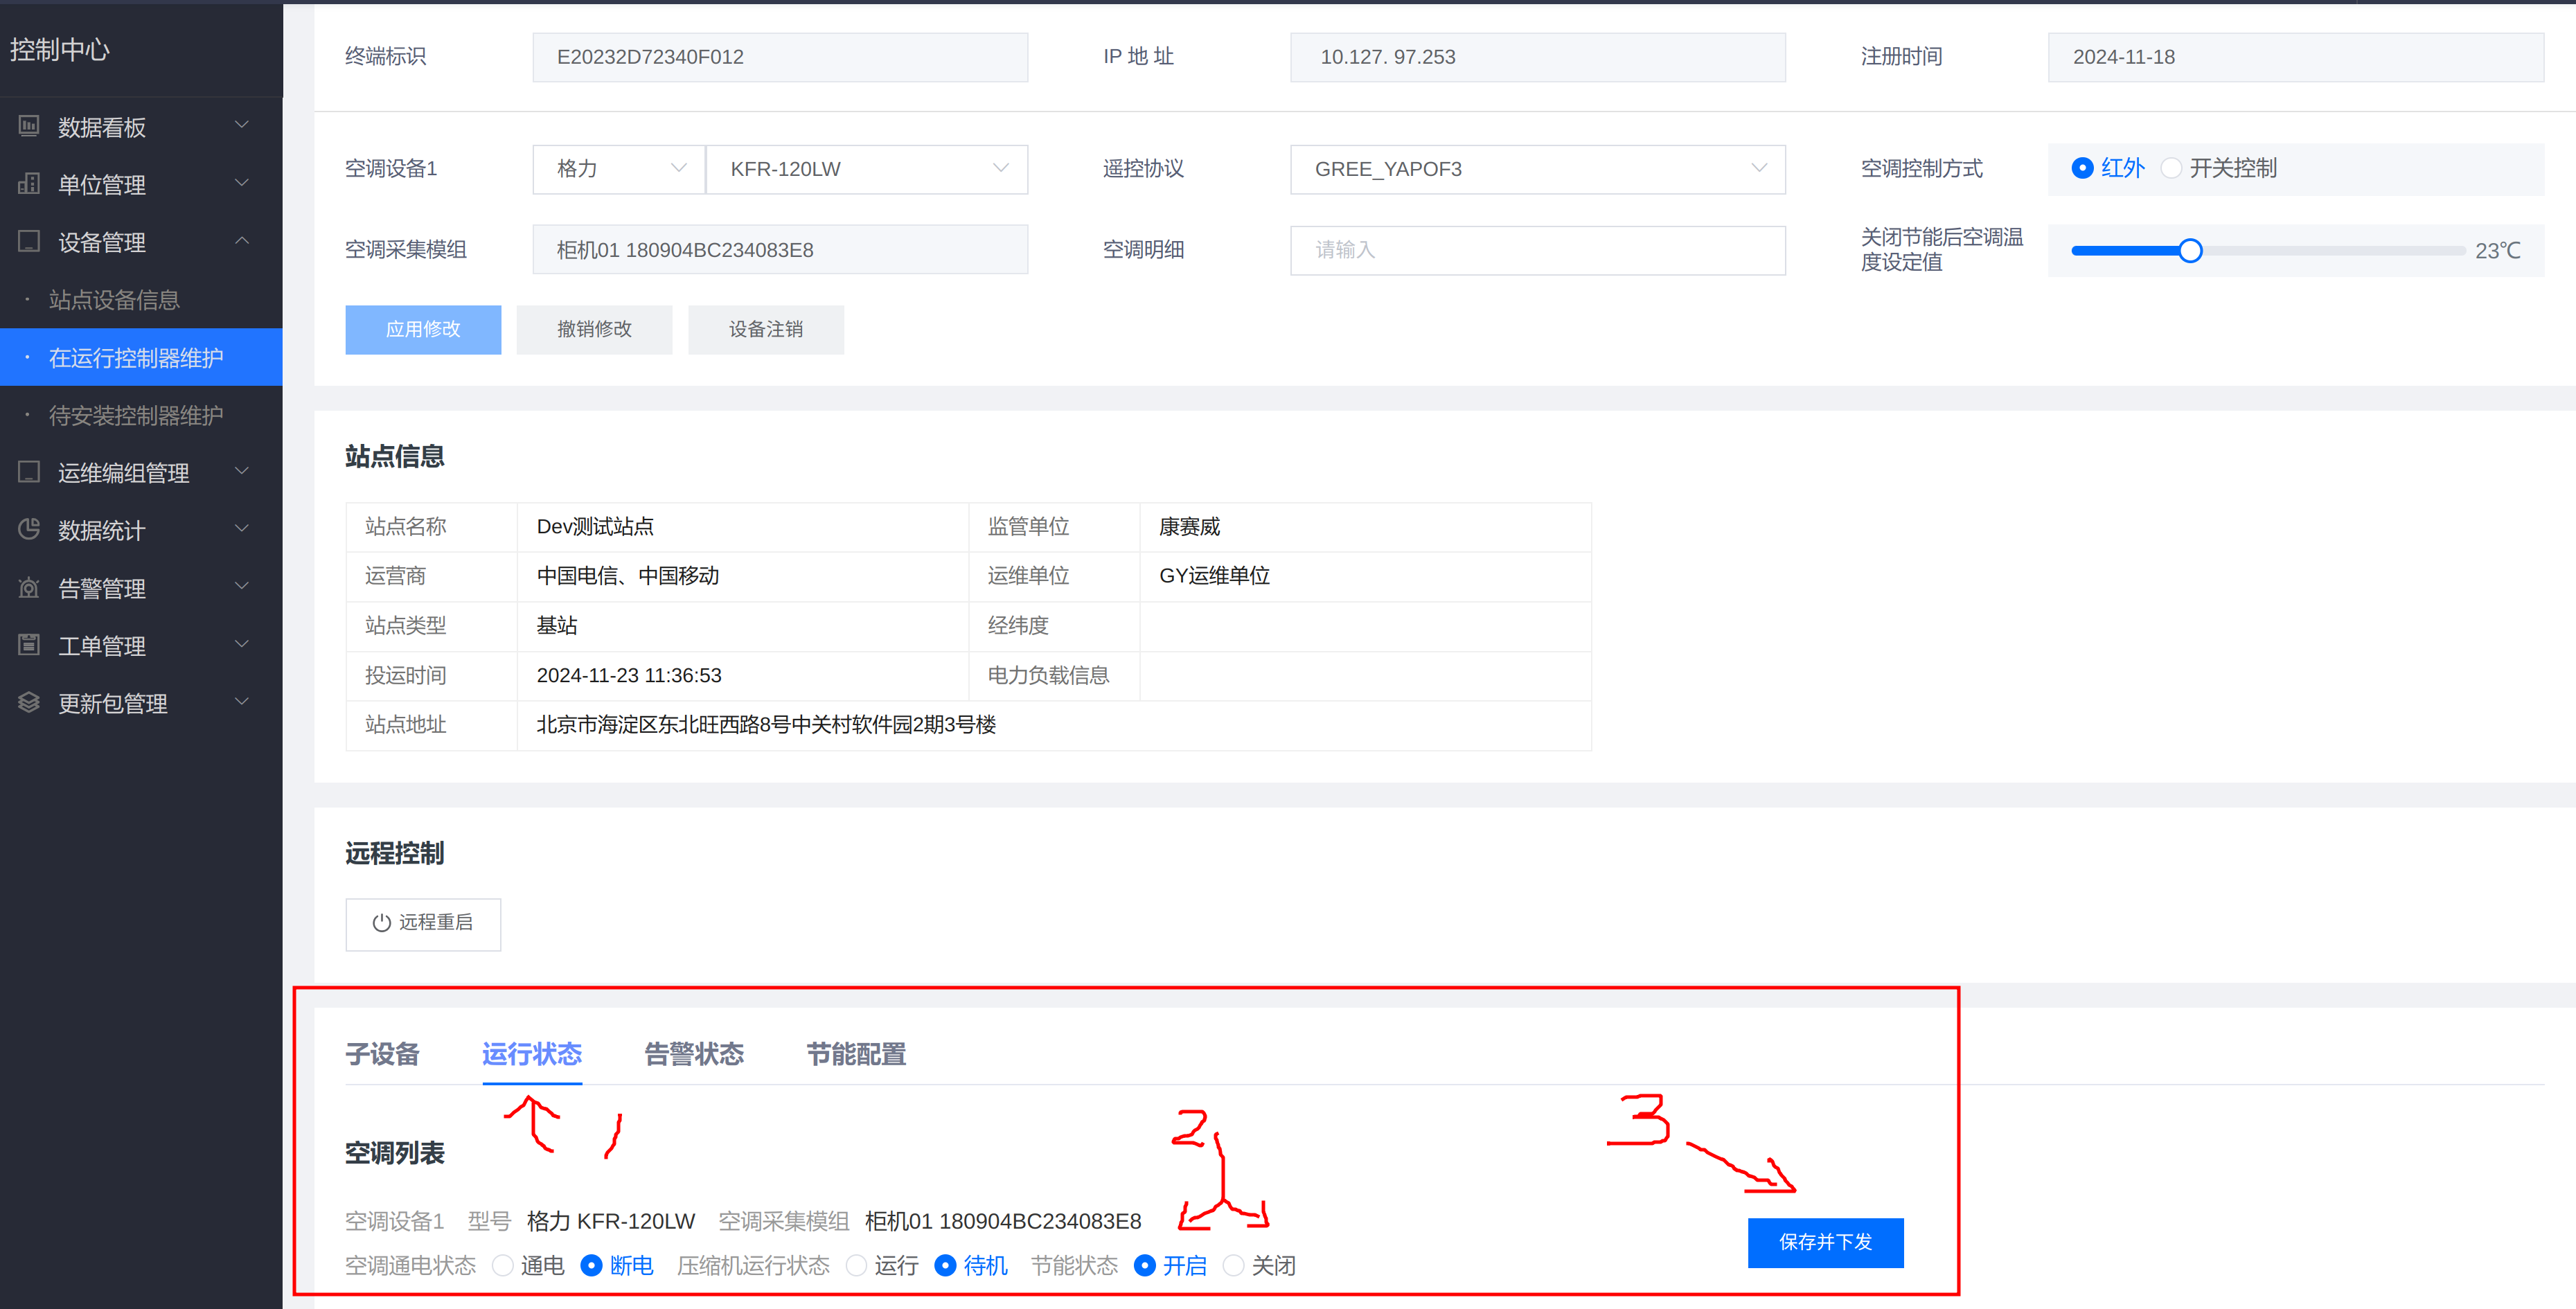 控制中心
数据看板
单位管理
设备管理
· 站点设备信息
· 在运行控制器维护
· 待安装控制器维护
运维编组管理
数据统计
告警管理
工单管理
更新包管理
终端标识 E20232D72340F012 IP 地 址 10.127. 97.253 注册时间 2024-11-18
空调设备1 格力 KFR-120LW 遥控协议 GREE_YAPOF3 空调控制方式 红外 开关控制
空调采集模组 柜机01 180904BC234083E8 空调明细 请输入 关闭节能后空调温度设定值 23℃
应用修改 撤销修改 设备注销
站点信息
站点名称 Dev测试站点 监管单位 康赛威
运营商 中国电信、中国移动 运维单位 GY运维单位
站点类型 基站 经纬度
投运时间 2024-11-23 11:36:53 电力负载信息
站点地址 北京市海淀区东北旺西路8号中关村软件园2期3号楼
远程控制
远程重启
子设备 运行状态 告警状态 节能配置
1 2 3
空调列表
空调设备1 型号 格力 KFR-120LW 空调采集模组 柜机01 180904BC234083E8
空调通电状态 通电 断电 压缩机运行状态 运行 待机 节能状态 开启 关闭
保存并下发